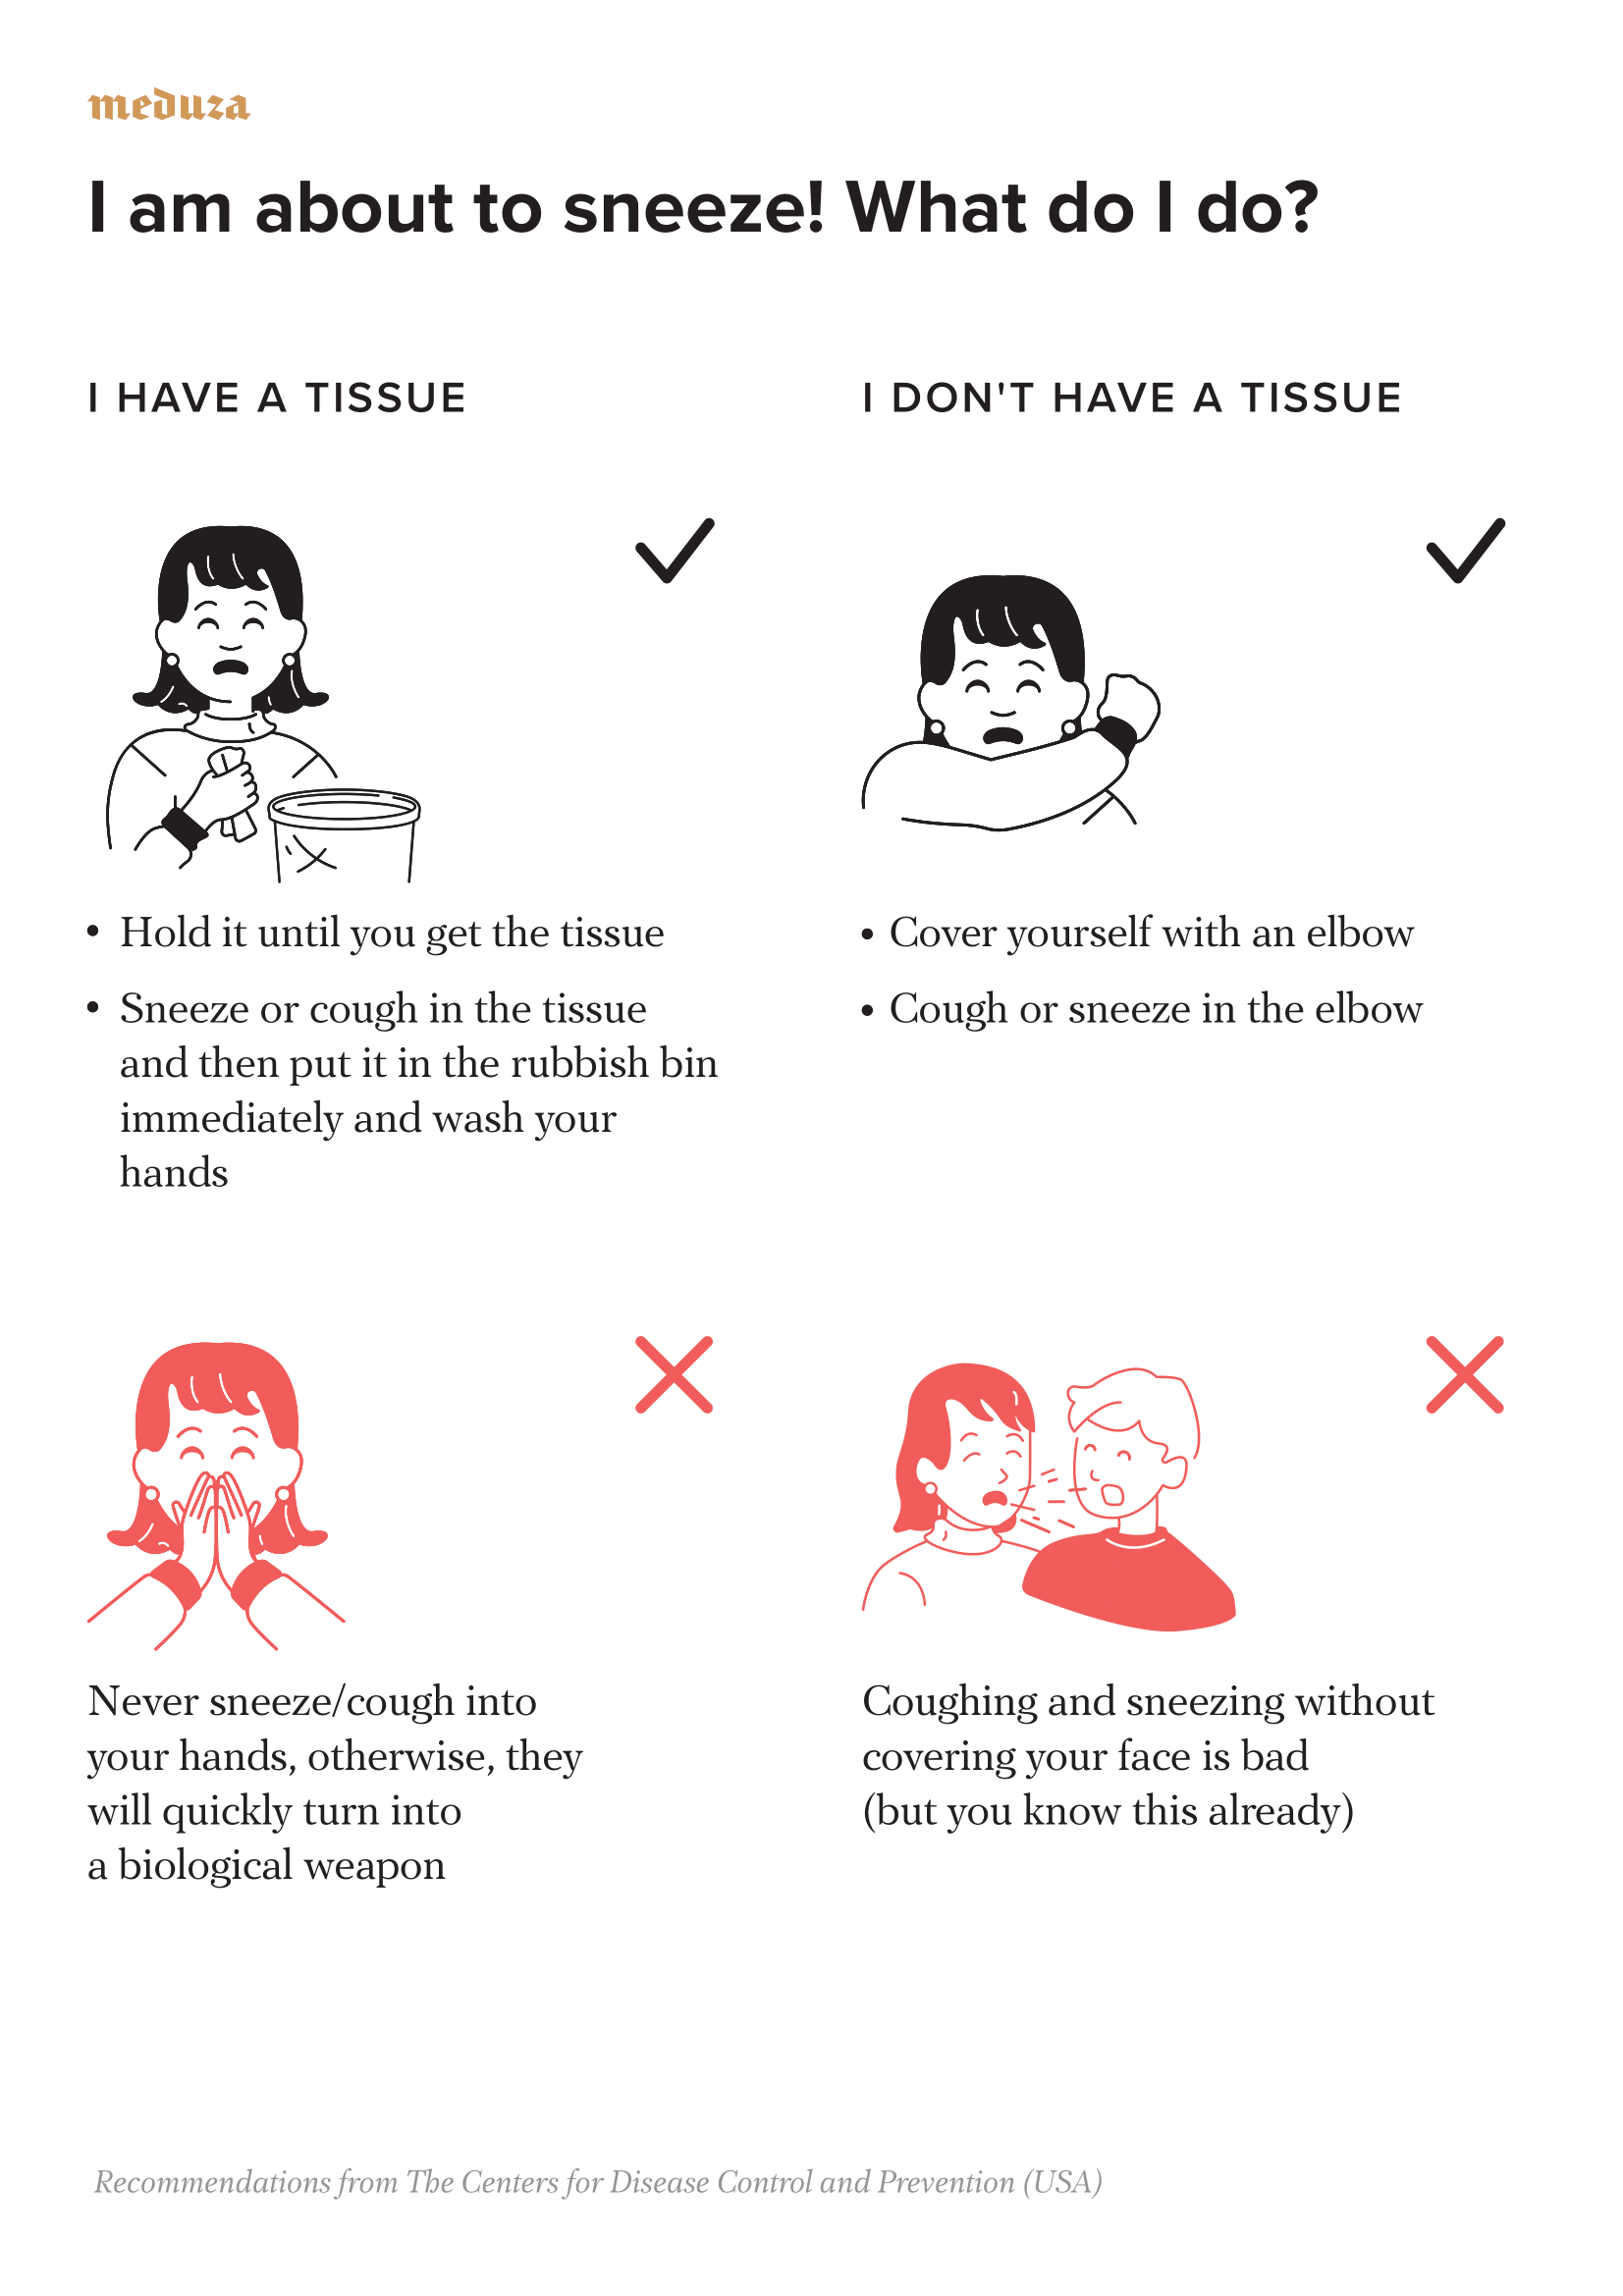 meduza
I am about to sneeze! What do I do?
I HAVE A TISSUE
• Hold it until you get the tissue
• Sneeze or cough in the tissue
and then put it in the rubbish bin
immediately and wash your
hands
Never sneeze/cough into
your hands, otherwise, they
will quickly turn into
a biological weapon
I DON'T HAVE A TISSUE
• Cover yourself with an elbow
• Cough or sneeze in the elbow
Coughing and sneezing without
covering your face is bad
(but you know this already)
Recommendations from The Centers for Disease Control and Prevention (USA)